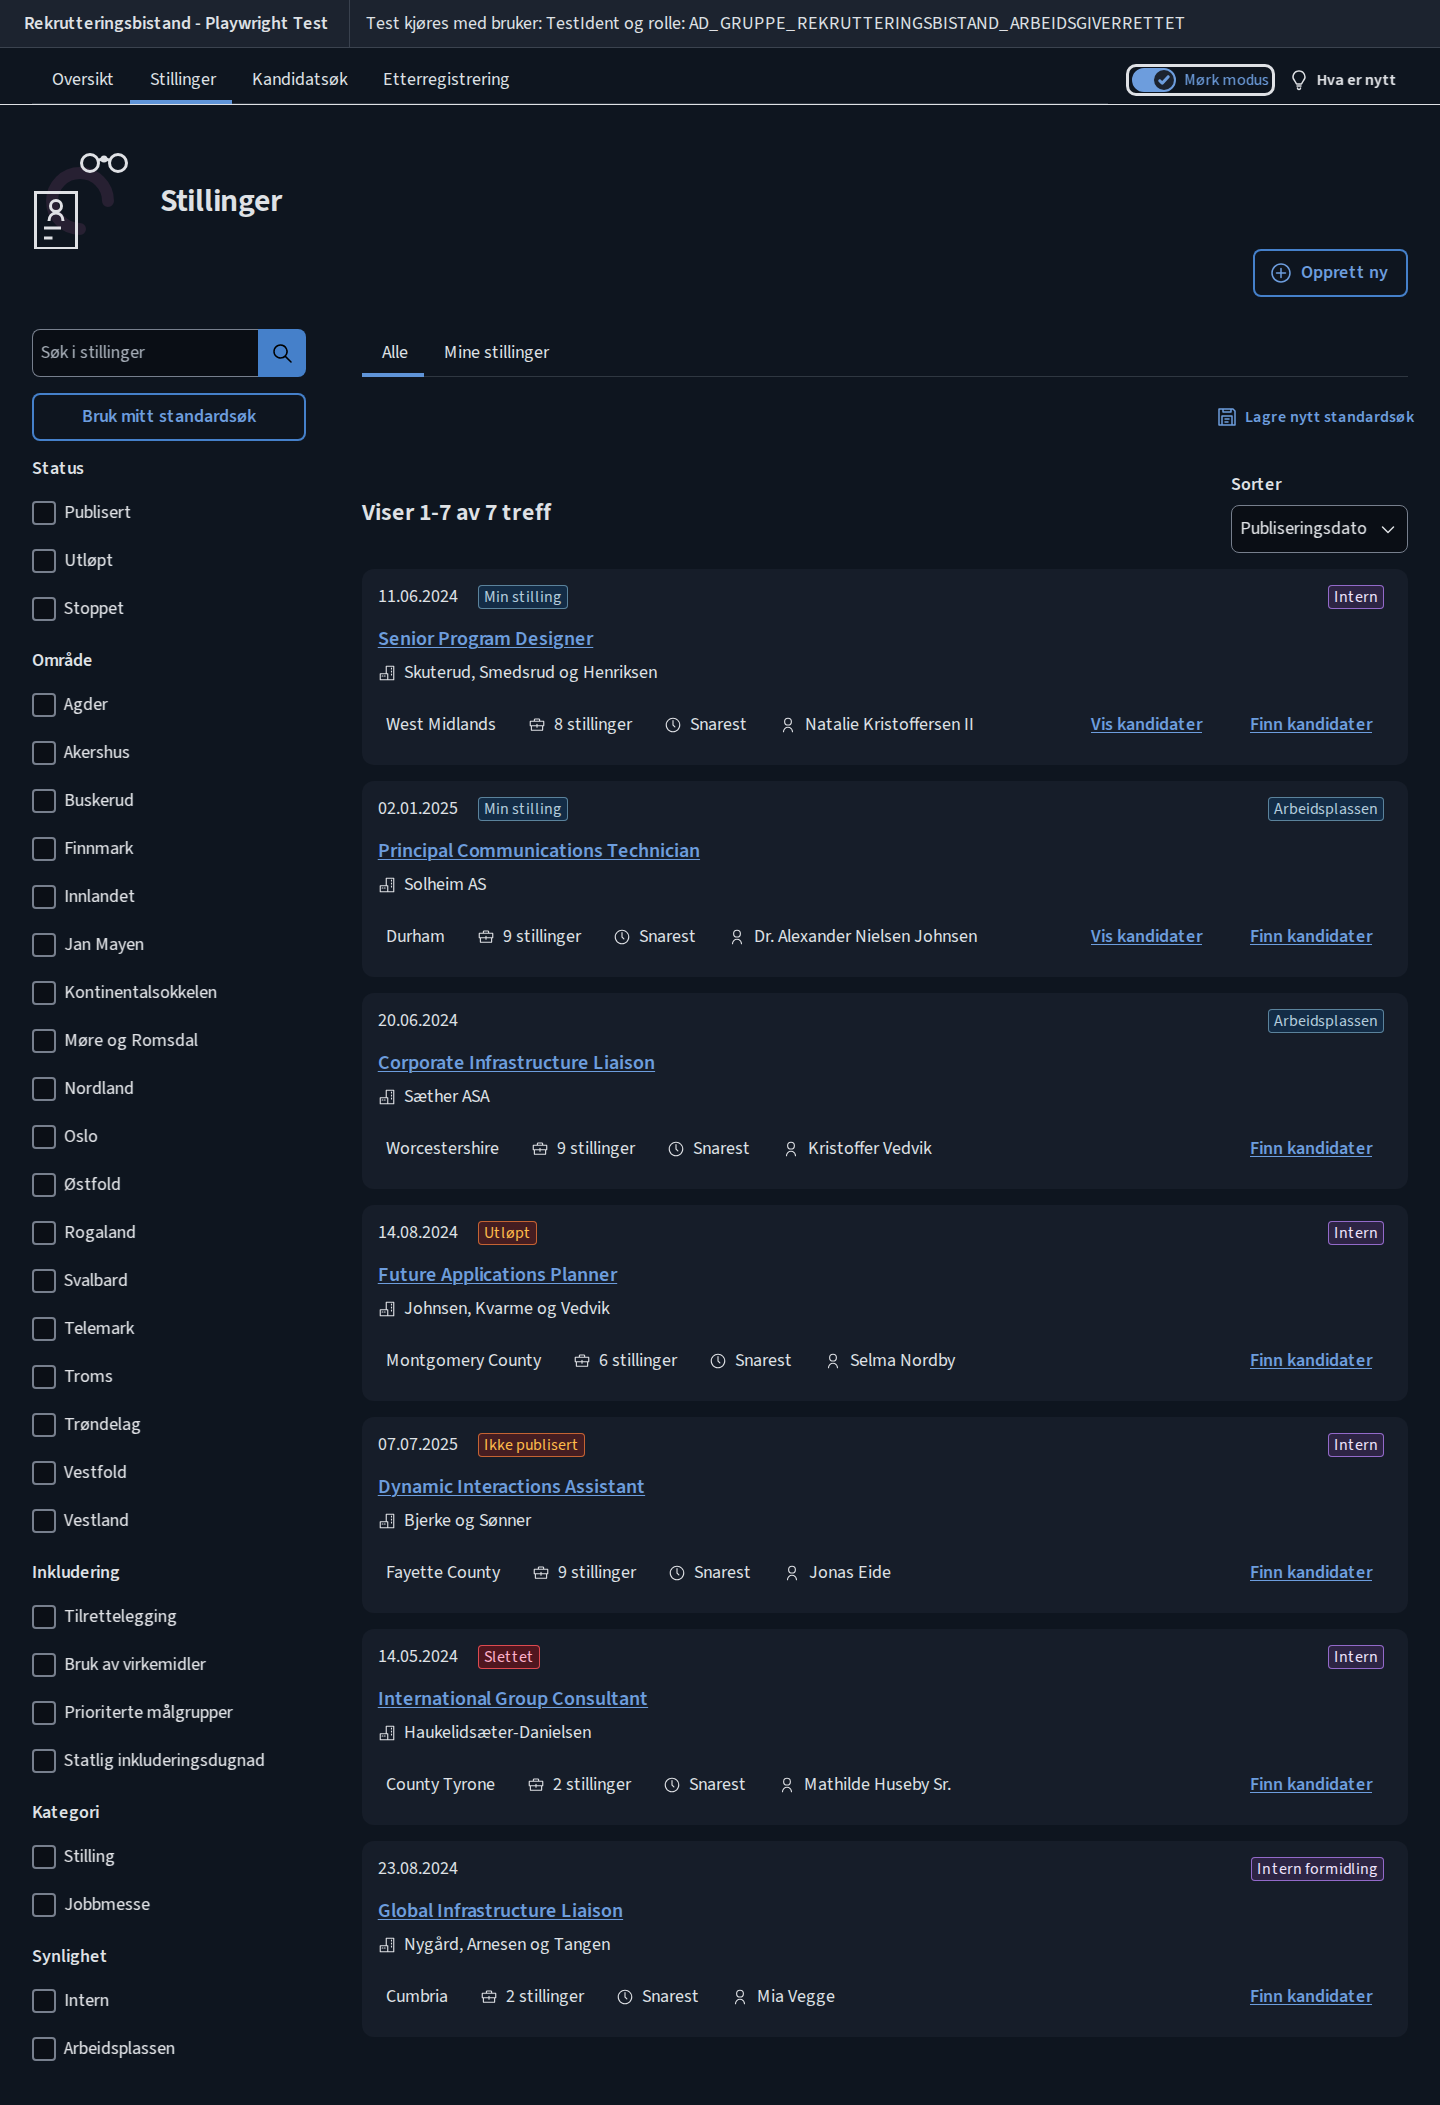 Rekrutteringsbistand - Playwright Test
Test kjøres med bruker: TestIdent og rolle: AD_GRUPPE_REKRUTTERINGSBISTAND_ARBEIDSGIVERRETTET
Oversikt Stillinger Kandidatsøk Etterregistrering Mørk modus Hva er nytt
Stillinger
Opprett ny
Søk i stillinger
Bruk mitt standardsøk
Status
Publisert
Utløpt
Stoppet
Område
Agder
Akershus
Buskerud
Finnmark
Innlandet
Jan Mayen
Kontinentalsokkelen
Møre og Romsdal
Nordland
Oslo
Østfold
Rogaland
Svalbard
Telemark
Troms
Trøndelag
Vestfold
Vestland
Inkludering
Tilrettelegging
Bruk av virkemidler
Prioriterte målgrupper
Statlig inkluderingsdugnad
Kategori
Stilling
Jobbmesse
Synlighet
Intern
Arbeidsplassen
Alle Mine stillinger
Lagre nytt standardsøk
Viser 1-7 av 7 treff
Sorter
Publiseringsdato
11.06.2024 Min stilling Intern
Senior Program Designer
Skuterud, Smedsrud og Henriksen
West Midlands 8 stillinger Snarest Natalie Kristoffersen II Vis kandidater Finn kandidater
02.01.2025 Min stilling Arbeidsplassen
Principal Communications Technician
Solheim AS
Durham 9 stillinger Snarest Dr. Alexander Nielsen Johnsen Vis kandidater Finn kandidater
20.06.2024 Arbeidsplassen
Corporate Infrastructure Liaison
Sæther ASA
Worcestershire 9 stillinger Snarest Kristoffer Vedvik Finn kandidater
14.08.2024 Utløpt Intern
Future Applications Planner
Johnsen, Kvarme og Vedvik
Montgomery County 6 stillinger Snarest Selma Nordby Finn kandidater
07.07.2025 Ikke publisert Intern
Dynamic Interactions Assistant
Bjerke og Sønner
Fayette County 9 stillinger Snarest Jonas Eide Finn kandidater
14.05.2024 Slettet Intern
International Group Consultant
Haukelidsæter-Danielsen
County Tyrone 2 stillinger Snarest Mathilde Huseby Sr. Finn kandidater
23.08.2024 Intern formidling
Global Infrastructure Liaison
Nygård, Arnesen og Tangen
Cumbria 2 stillinger Snarest Mia Vegge Finn kandidater